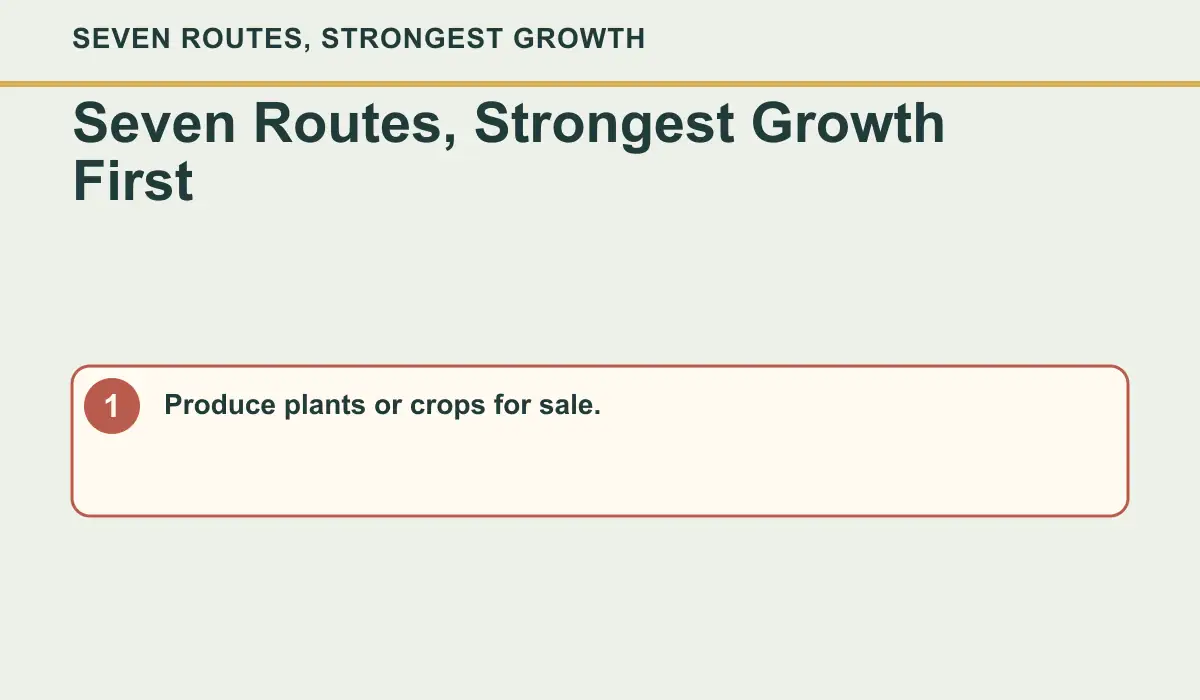 SEVEN ROUTES, STRONGEST GROWTH
Seven Routes, Strongest Growth
First
1
Produce plants or crops for sale.